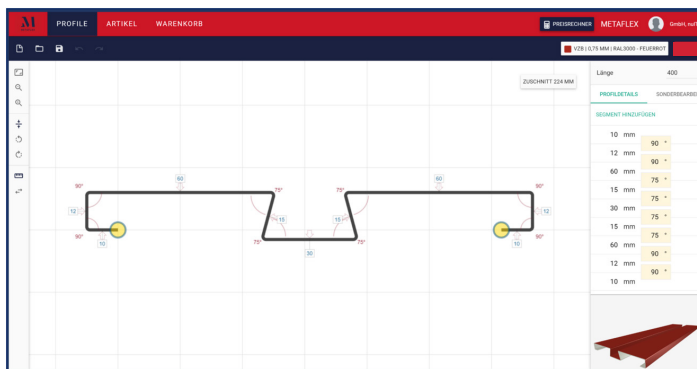 M PROFILE ARTIKEL WARENKORB PREISRECHNER METAFLEX
VZB | 0,75 MM | RAL3000 - FEUERROT
ZUSCHNITT 224 MM
Länge 400
PROFILDETAILS SONDERBEARBEI
SEGMENT HINZUFÜGEN
10 mm
90 °
12 mm
90 °
60 mm
75 °
15 mm
75 °
30 mm
75 °
15 mm
75 °
60 mm
90 °
12 mm
90 °
10 mm
60 60
90° 75° 75° 90°
12 15 15 12
90° 75° 75° 90°
10 30 10